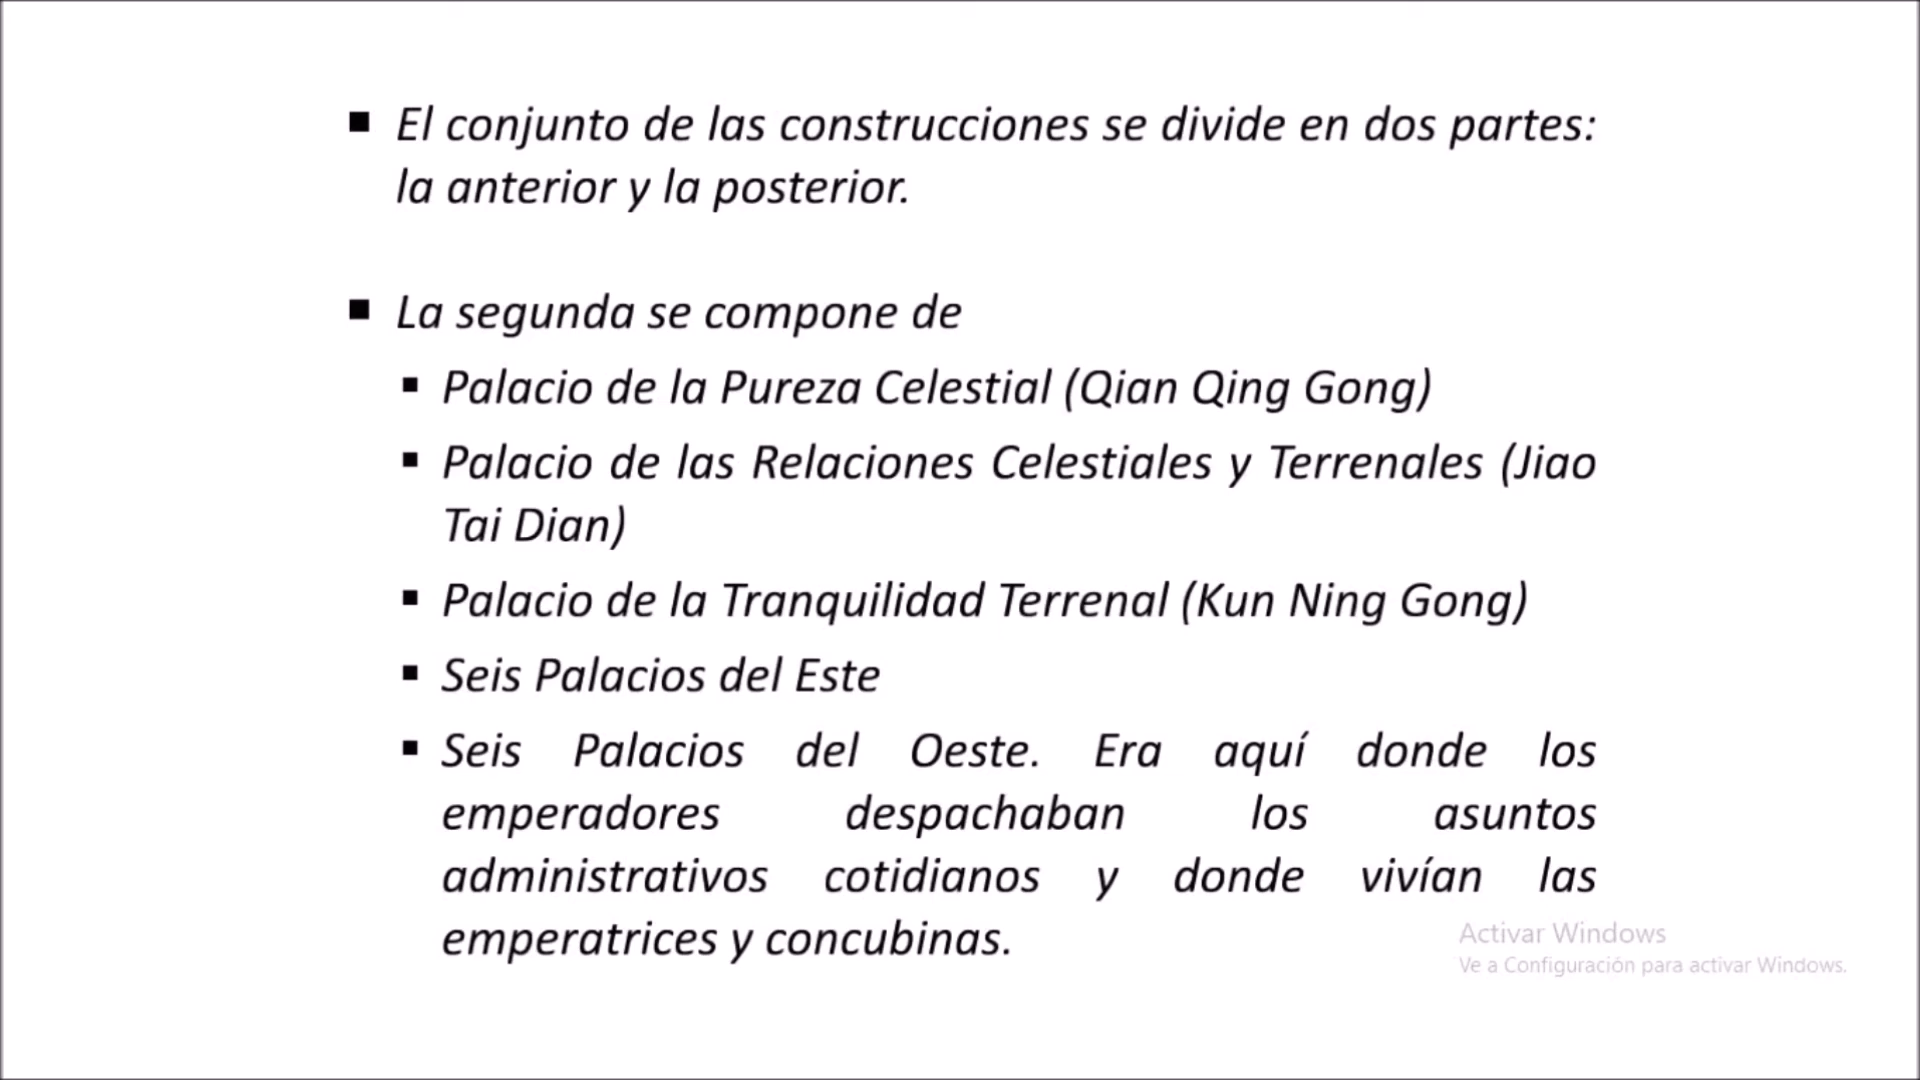 ▪ El conjunto de las construcciones se divide en dos partes:
la anterior y la posterior.
▪ La segunda se compone de
▪ Palacio de la Pureza Celestial (Qian Qing Gong)
▪ Palacio de las Relaciones Celestiales y Terrenales (Jiao
Tai Dian)
▪ Palacio de la Tranquilidad Terrenal (Kun Ning Gong)
▪ Seis Palacios del Este
▪ Seis Palacios del Oeste. Era aquí donde los
emperadores despachaban los asuntos
administrativos cotidianos y donde vivían las
emperatrices y concubinas.
Activar Windows
Ve a Configuración para activar Windows.